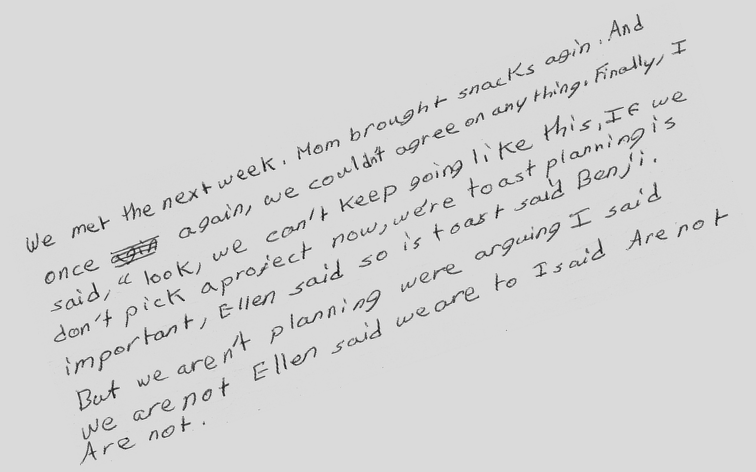 We met the next week. Mom brought snacks agin. And
once agin again, we couldn't agree on any thing. Finally, I
said, "look, we can't keep going like this, If we
don't pick a project now, we're toast planning is
important, Ellen said so is toast said Benji.
But we aren't planning were arguing I said
we are not Ellen said we are to I said Are not
Are not.